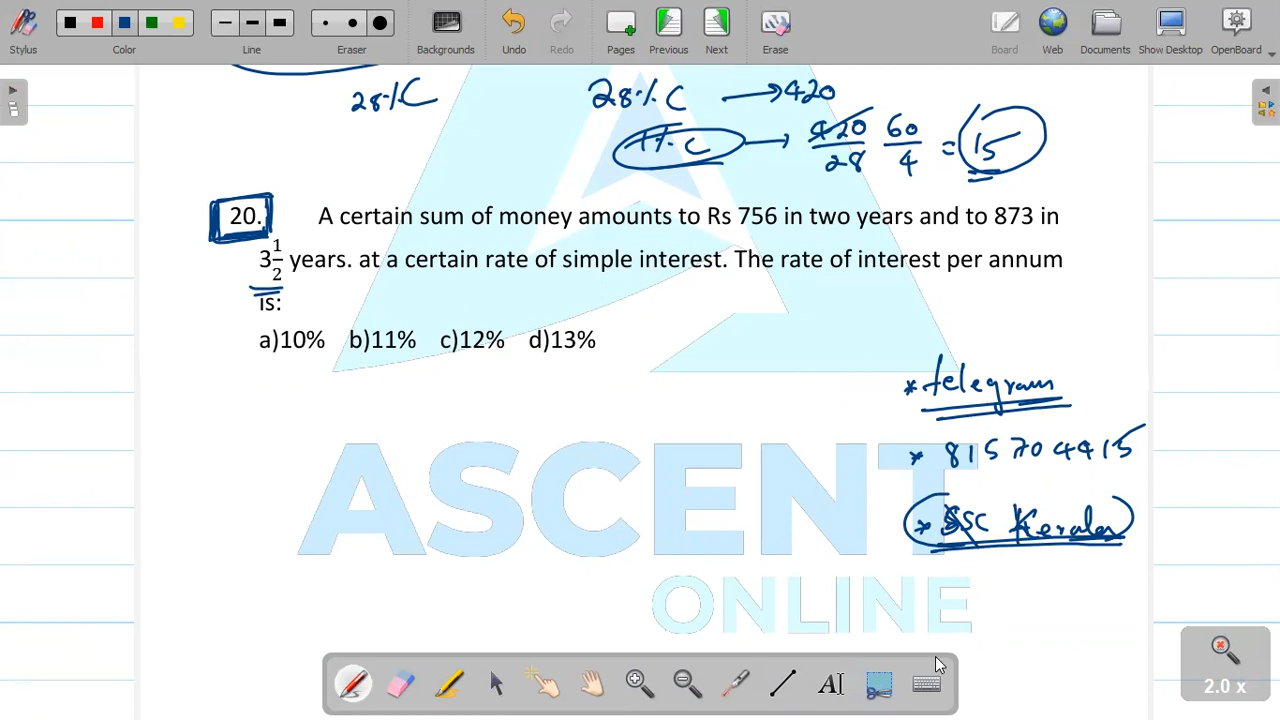 Stylus Color Line Eraser Backgrounds Undo Redo Pages Previous Next Erase Board Web Documents Show Desktop OpenBoard
28%C 28%C → 420
1% C → 420/28 60/4 = 15
20. A certain sum of money amounts to Rs 756 in two years and to 873 in
3 1/2 years. at a certain rate of simple interest. The rate of interest per annum
is:
a)10% b)11% c)12% d)13%
* telegram
* 8157044415
* SSC Kerala
ASCENT
ONLINE
2.0 x